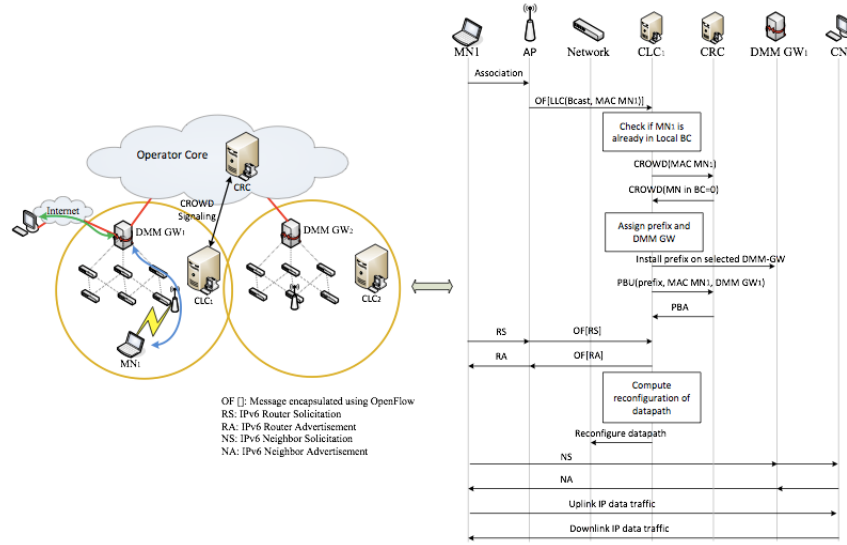 Operator Core
CRC
CROWD
Signaling
Internet
DMM GW1
DMM GW2
CLC1
CLC2
MN1
OF []: Message encapsulated using OpenFlow
RS: IPv6 Router Solicitation
RA: IPv6 Router Advertisement
NS: IPv6 Neighbor Solicitation
NA: IPv6 Neighbor Advertisement
MN1 AP Network CLC1 CRC DMM GW1 CN
Association
OF[LLC(Bcast, MAC MN1)]
Check if MN1 is
already in Local BC
CROWD(MAC MN1)
CROWD(MN in BC=0)
Assign prefix and
DMM GW
Install prefix on selected DMM-GW
PBU(prefix, MAC MN1, DMM GW1)
PBA
RS OF[RS]
RA OF[RA]
Compute
reconfiguration of
datapath
Reconfigure datapath
NS
NA
Uplink IP data traffic
Downlink IP data traffic